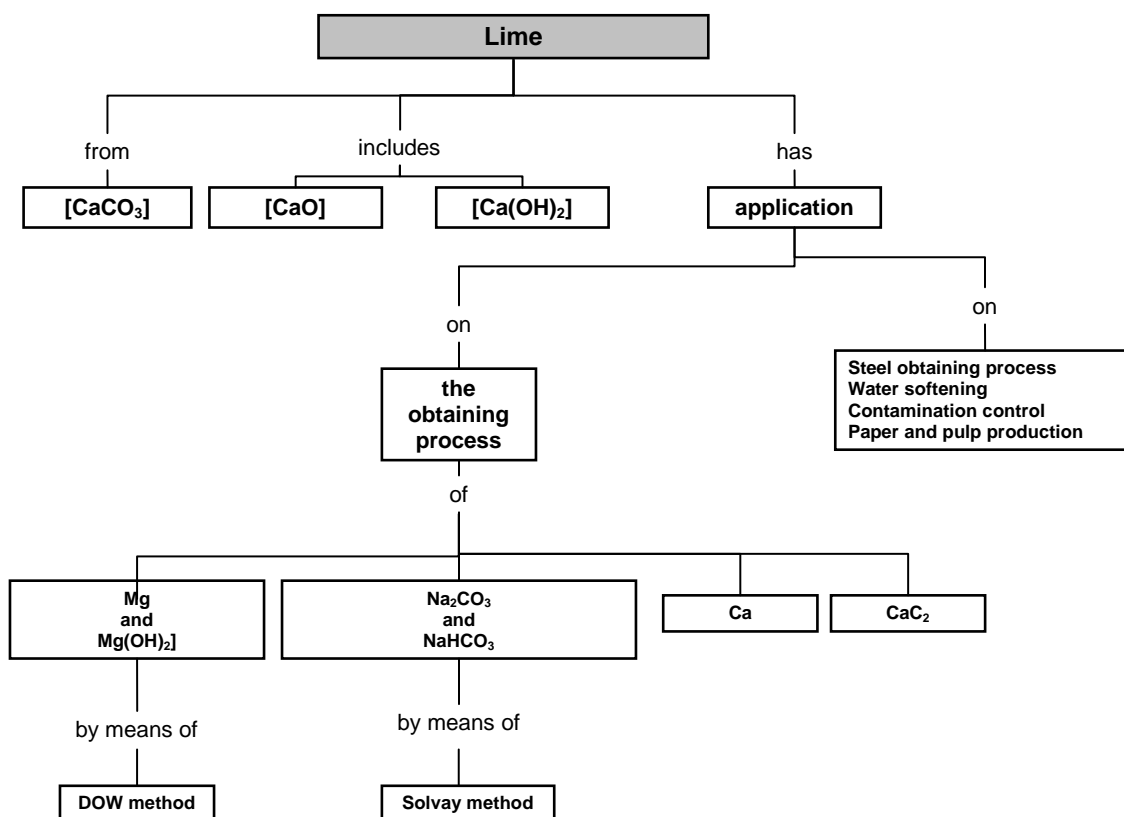 Lime
from
includes
has
[CaCO₃]
[CaO]
[Ca(OH)₂]
application
on
on
the
obtaining
process
Steel obtaining process
Water softening
Contamination control
Paper and pulp production
of
Mg
and
Mg(OH)₂]
Na₂CO₃
and
NaHCO₃
Ca
CaC₂
by means of
by means of
DOW method
Solvay method